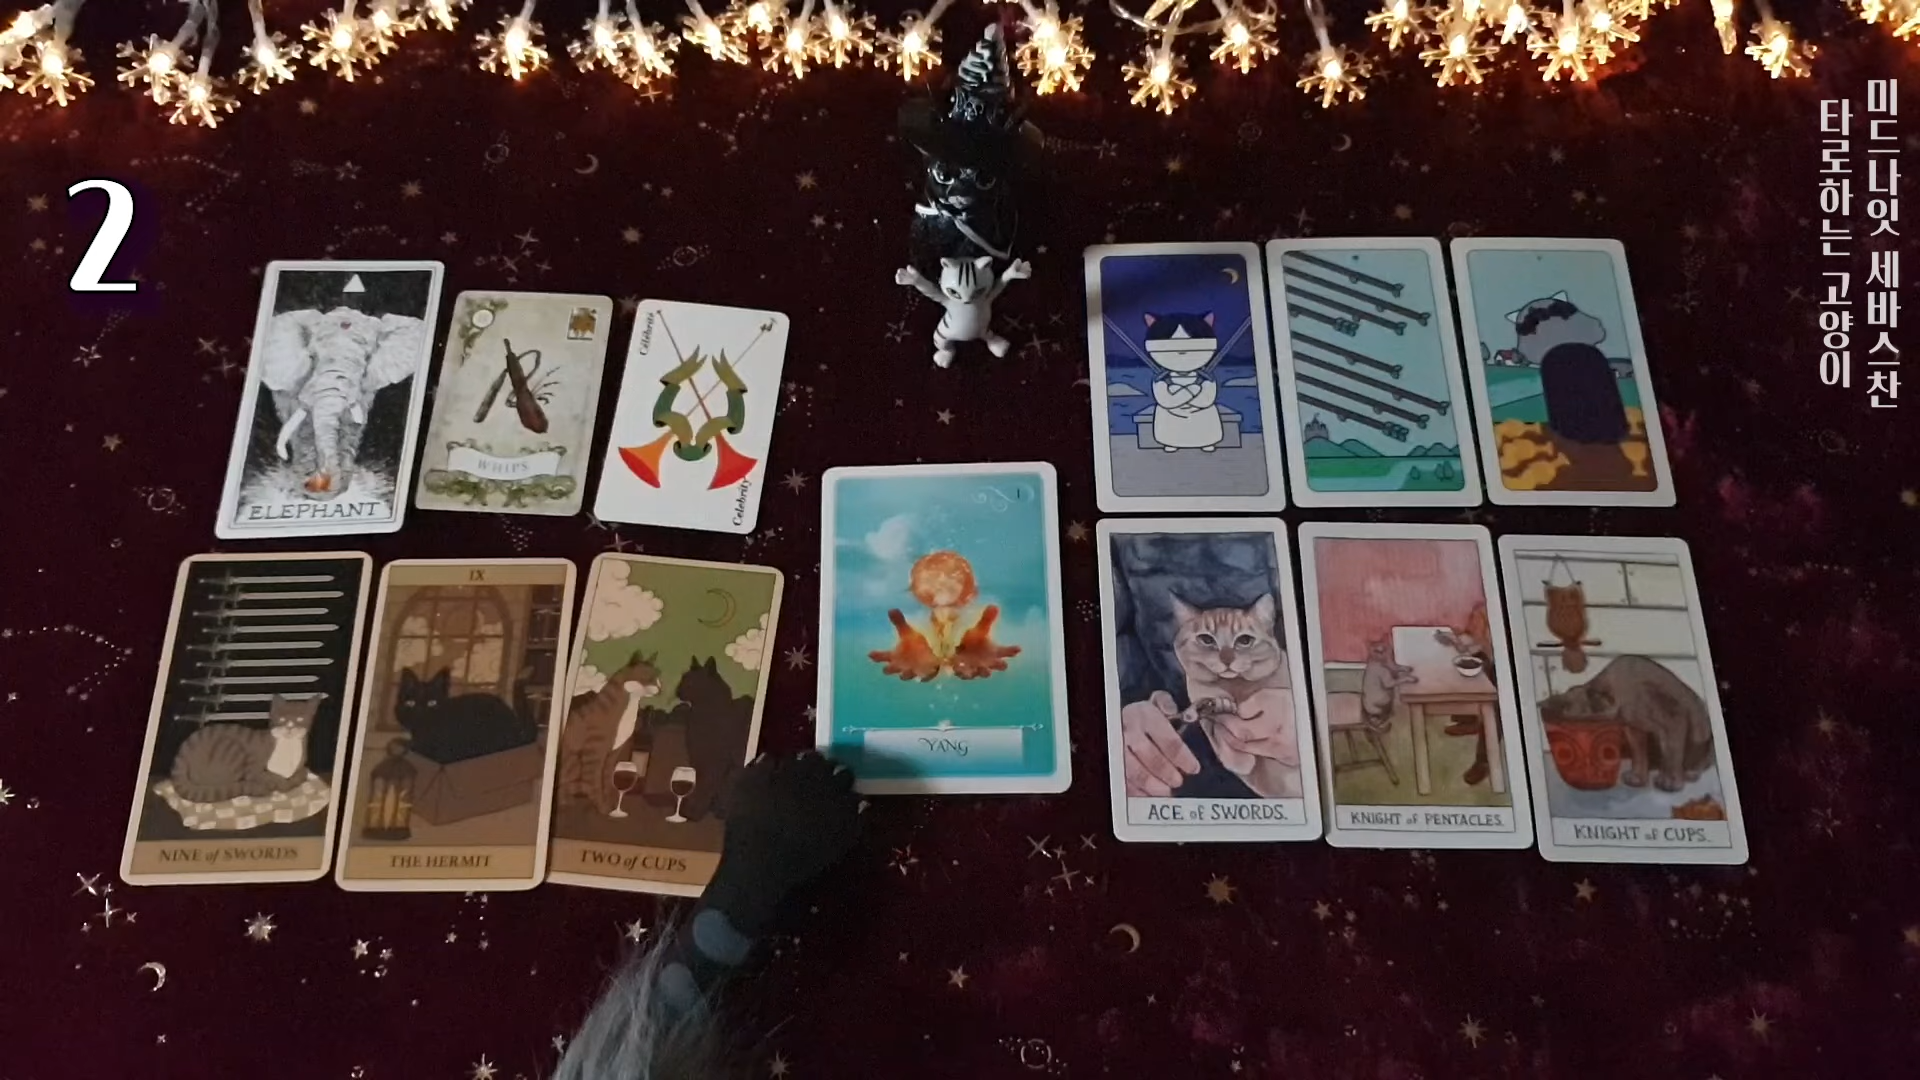 2
미드나잇 세바스찬
타로하는 고양이
ELEPHANT
WHIPS
Celebrity
Celebrity
NINE of SWORDS
IX
THE HERMIT
TWO of CUPS
1
YANG
ACE of SWORDS.
KNIGHT of PENTACLES.
KNIGHT of CUPS.